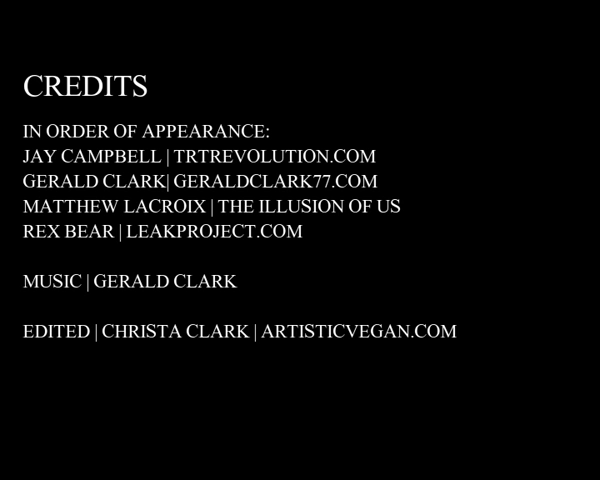 CREDITS
IN ORDER OF APPEARANCE:
JAY CAMPBELL | TRTREVOLUTION.COM
GERALD CLARK| GERALDCLARK77.COM
MATTHEW LACROIX | THE ILLUSION OF US
REX BEAR | LEAKPROJECT.COM
MUSIC | GERALD CLARK
EDITED | CHRISTA CLARK | ARTISTICVEGAN.COM